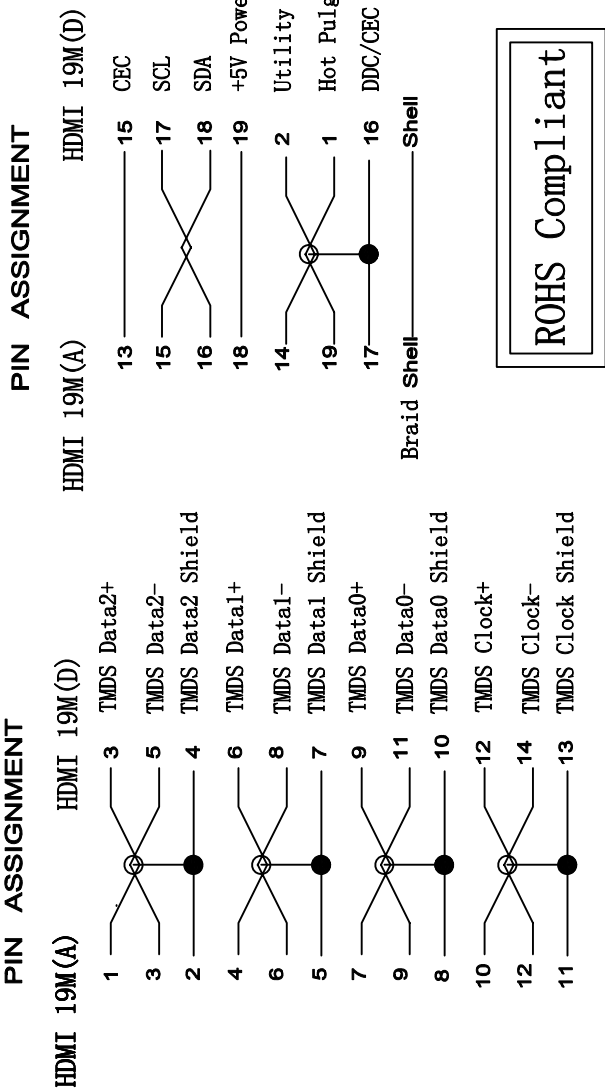 PIN ASSIGNMENT
HDMI 19M(A) HDMI 19M(D)
1 3 TMDS Data2+
3 5 TMDS Data2-
2 4 TMDS Data2 Shield
4 6 TMDS Data1+
6 8 TMDS Data1-
5 7 TMDS Data1 Shield
7 9 TMDS Data0+
9 11 TMDS Data0-
8 10 TMDS Data0 Shield
10 12 TMDS Clock+
12 14 TMDS Clock-
11 13 TMDS Clock Shield
PIN ASSIGNMENT
HDMI 19M(A) HDMI 19M(D)
13 15 CEC
15 17 SCL
16 18 SDA
18 19 +5V Powe
14 2 Utility
19 1 Hot Pulg
17 16 DDC/CEC
Braid Shell Shell
ROHS Compliant